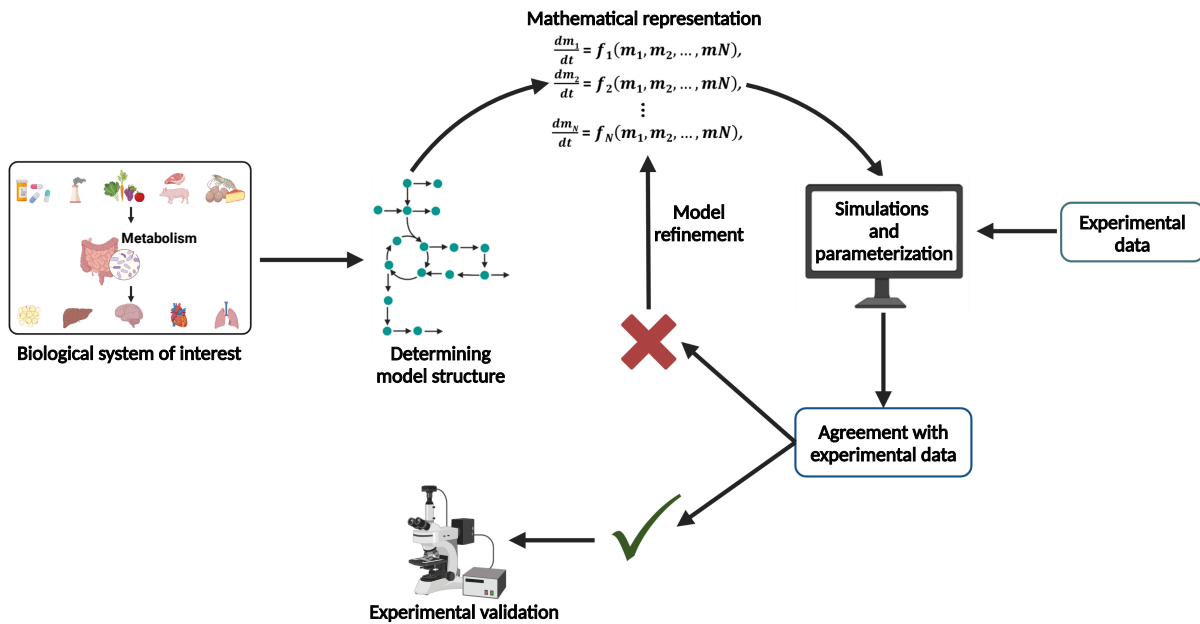 Mathematical representation
dm₁/dt = f₁(m₁, m₂, ..., mN),
dm₂/dt = f₂(m₁, m₂, ..., mN),
⋮
dm_N/dt = f_N(m₁, m₂, ..., mN),
Metabolism
Biological system of interest
Determining
model structure
Model
refinement
Simulations
and
parameterization
Experimental
data
Agreement with
experimental data
Experimental validation